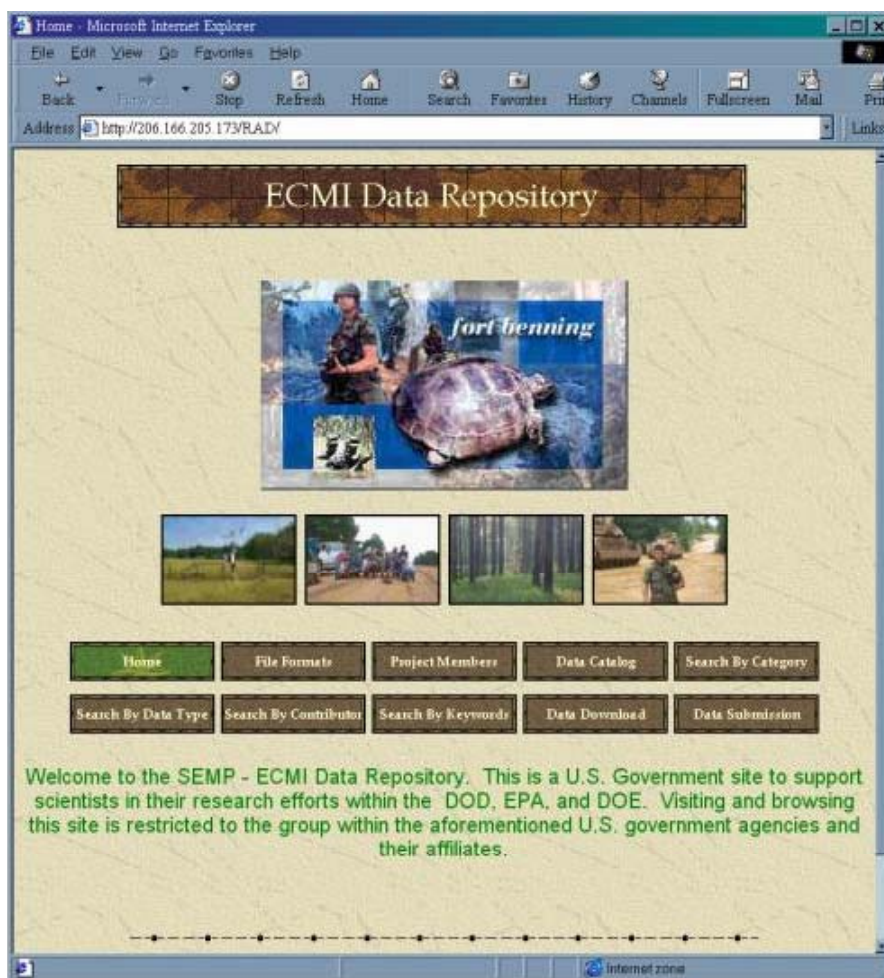 Home - Microsoft Internet Explorer
File Edit View Go Favorites Help
Back Forward Stop Refresh Home Search Favorites History Channels Fullscreen Mail Prin
Address http://206.166.205.173/RAD/ Links
ECMI Data Repository
fort benning
Home File Formats Project Members Data Catalog Search By Category
Search By Data Type Search By Contributor Search By Keywords Data Download Data Submission
Welcome to the SEMP - ECMI Data Repository. This is a U.S. Government site to support
scientists in their research efforts within the DOD, EPA, and DOE. Visiting and browsing
this site is restricted to the group within the aforementioned U.S. government agencies and
their affiliates.
Internet zone